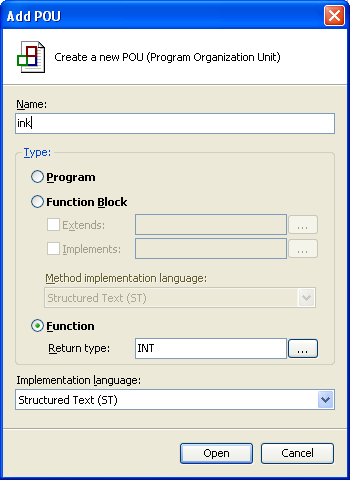 Add POU
Create a new POU (Program Organization Unit)
Name:
ink
Type:
Program
Function Block
Extends:
...
Implements:
...
Method implementation language:
Structured Text (ST)
Function
Return type:
INT
...
Implementation language:
Structured Text (ST)
Open
Cancel